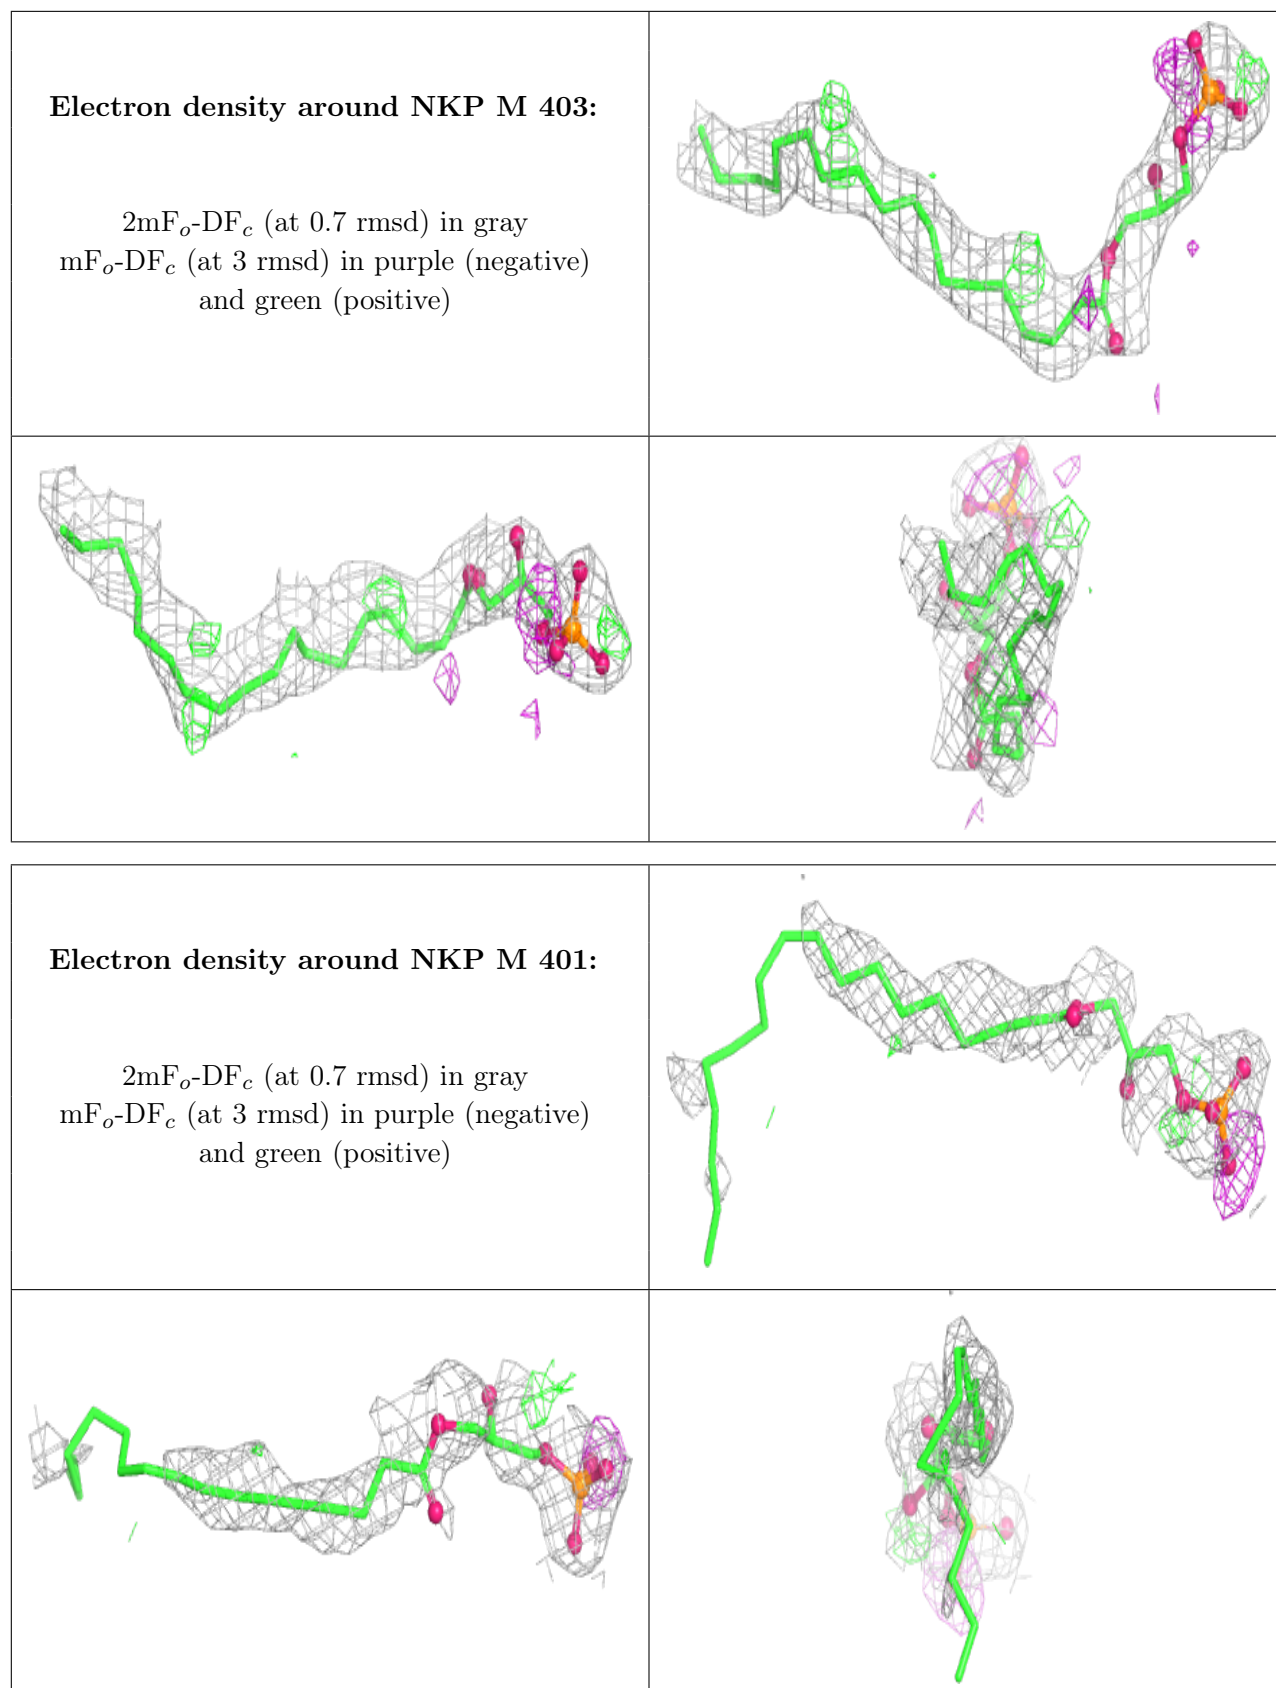 Electron density around NKP M 403:
2mFo-DFc (at 0.7 rmsd) in gray
mFo-DFc (at 3 rmsd) in purple (negative)
and green (positive)
Electron density around NKP M 401:
2mFo-DFc (at 0.7 rmsd) in gray
mFo-DFc (at 3 rmsd) in purple (negative)
and green (positive)